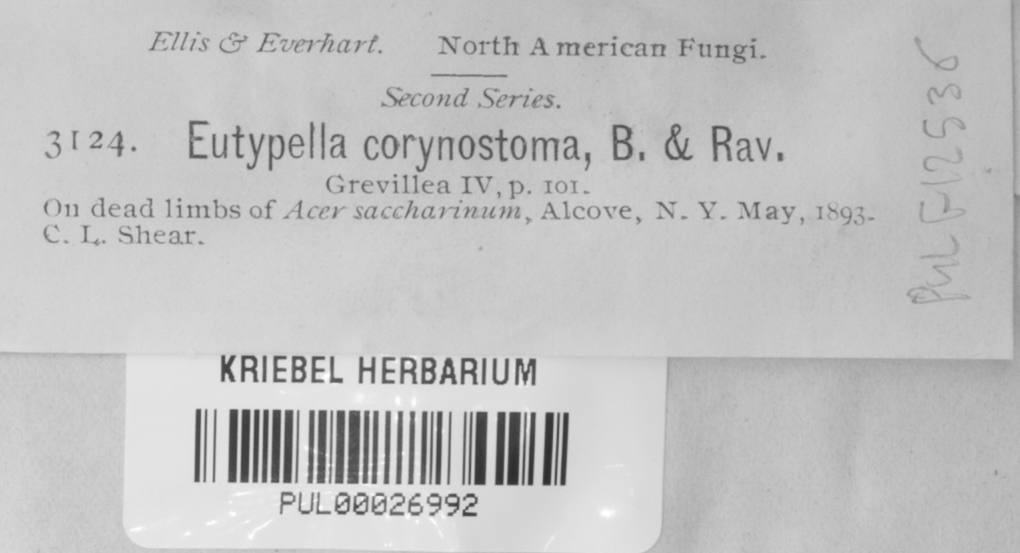 Ellis & Everhart. North American Fungi.
Second Series.
3124. Eutypella corynostoma, B. & Rav.
Grevillea IV, p. 101.
On dead limbs of Acer saccharinum, Alcove, N. Y. May, 1893.
C. L. Shear.
PUL F12536
KRIEBEL HERBARIUM
PUL00026992